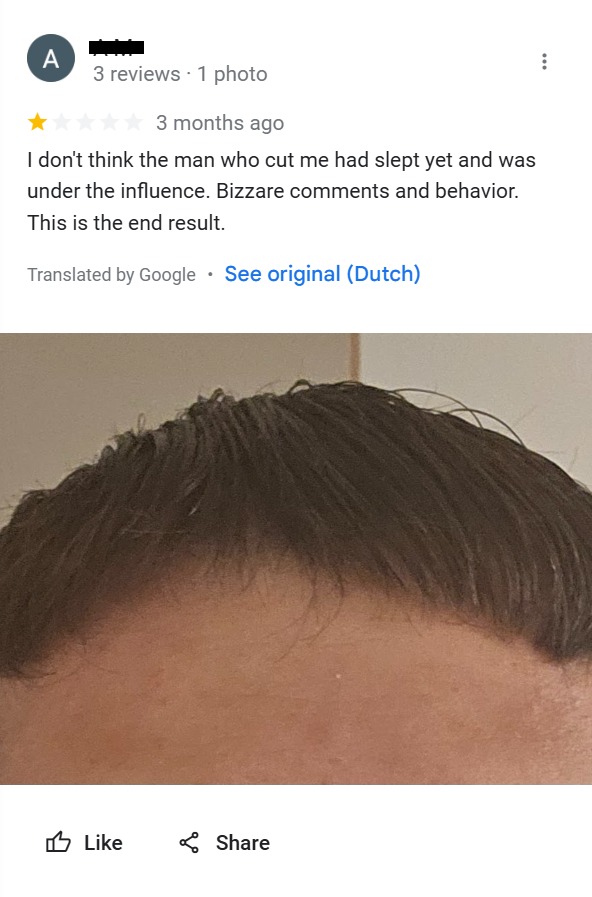 A
3 reviews · 1 photo
3 months ago
I don't think the man who cut me had slept yet and was
under the influence. Bizzare comments and behavior.
This is the end result.
Translated by Google • See original (Dutch)
Like Share